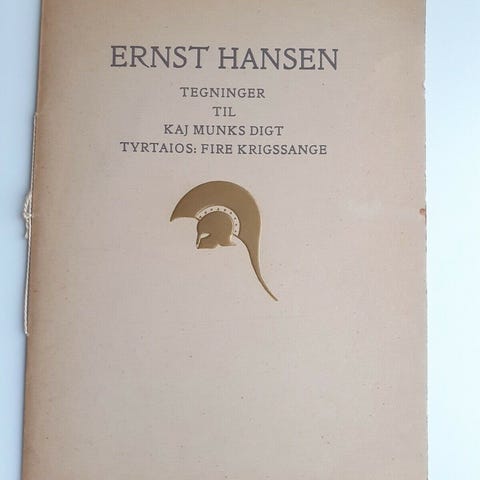 ERNST HANSEN
TEGNINGER
TIL
KAJ MUNKS DIGT
TYRTAIOS: FIRE KRIGSSANGE